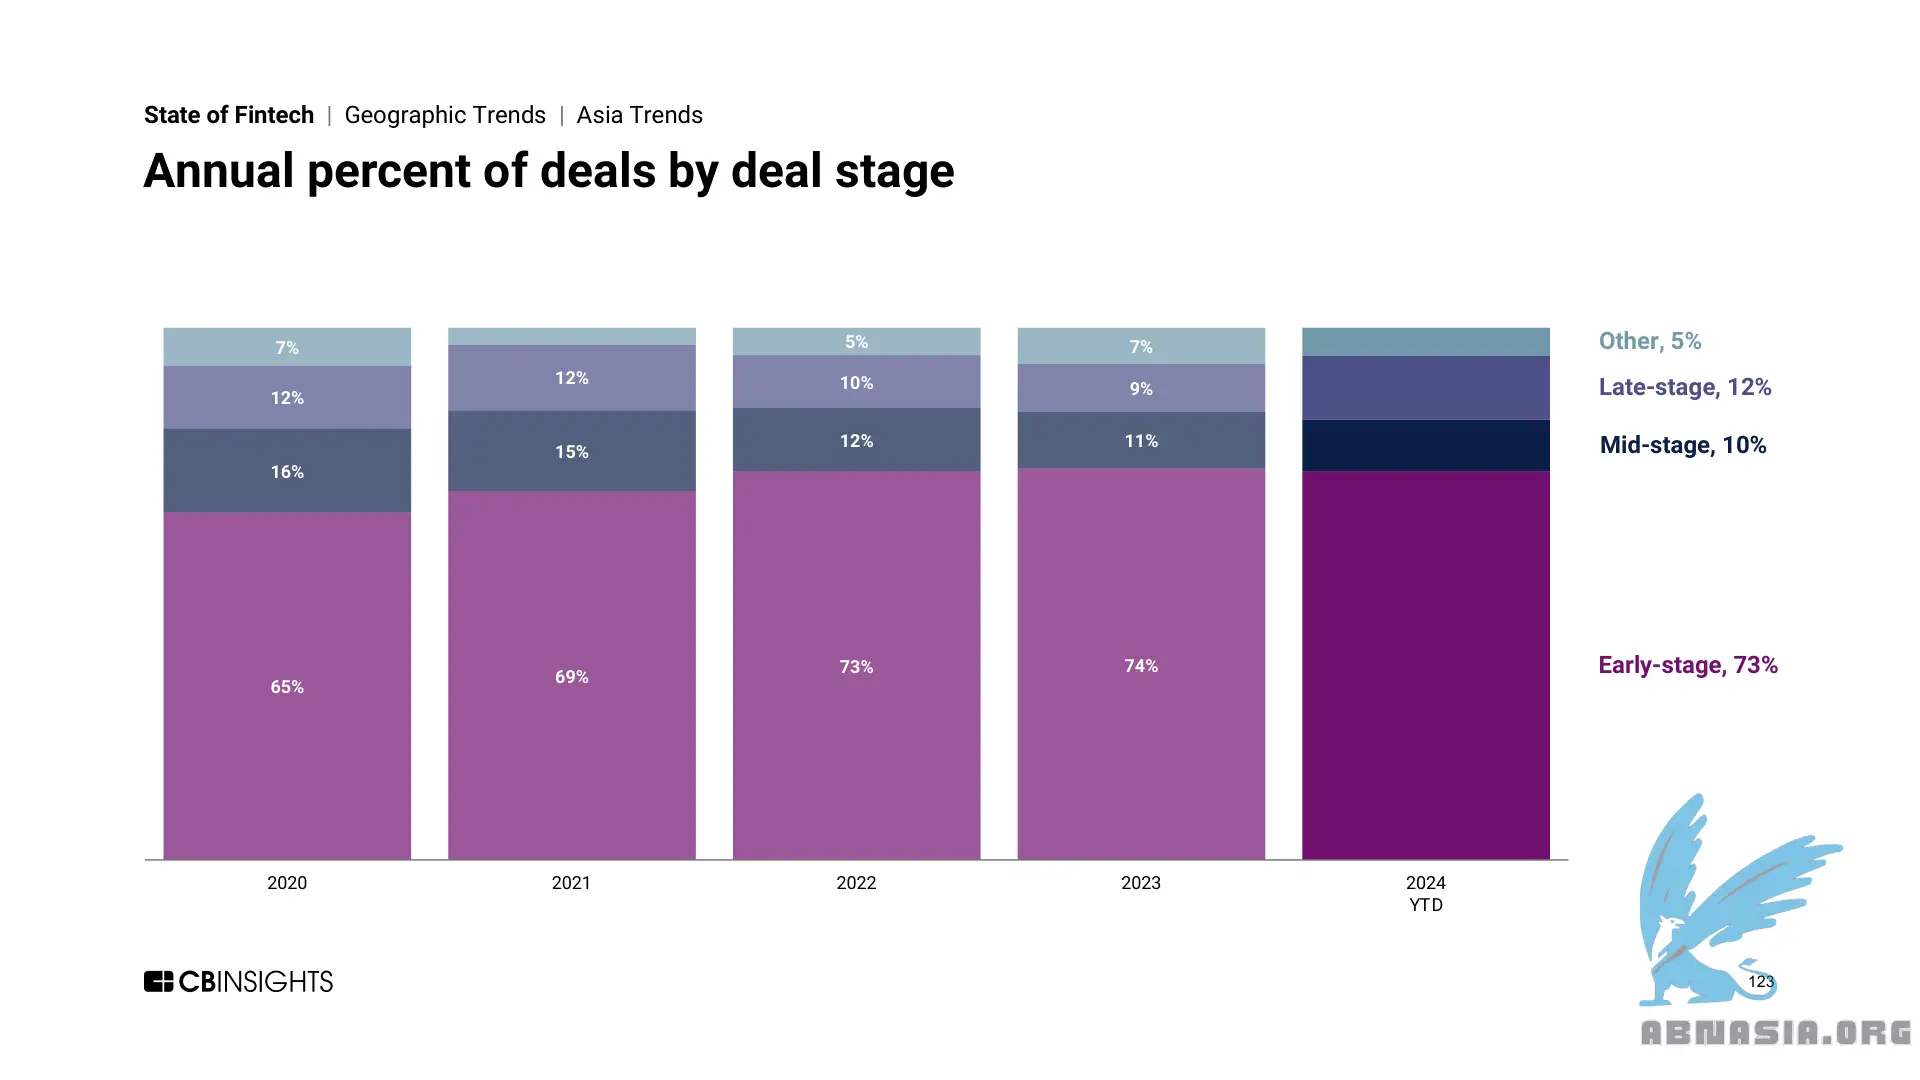 State of Fintech | Geographic Trends | Asia Trends
Annual percent of deals by deal stage
7%
12%
16%
65%
12%
15%
69%
5%
10%
12%
73%
7%
9%
11%
74%
Other, 5%
Late-stage, 12%
Mid-stage, 10%
Early-stage, 73%
2020
2021
2022
2023
2024
YTD
CBINSIGHTS
123
ABNASIA.ORG